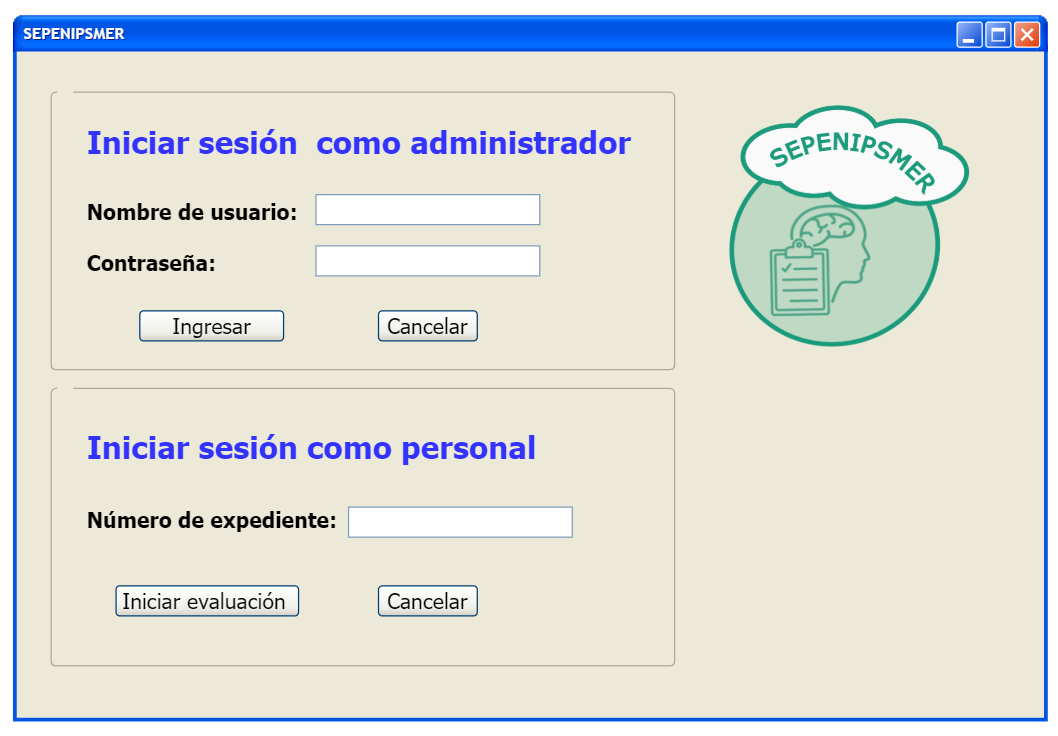 SEPENIPSMER
Iniciar sesión  como administrador
SEPENIPSMER
Nombre de usuario:
Contraseña:
Ingresar
Cancelar
Iniciar sesión como personal
Número de expediente:
Iniciar evaluación
Cancelar